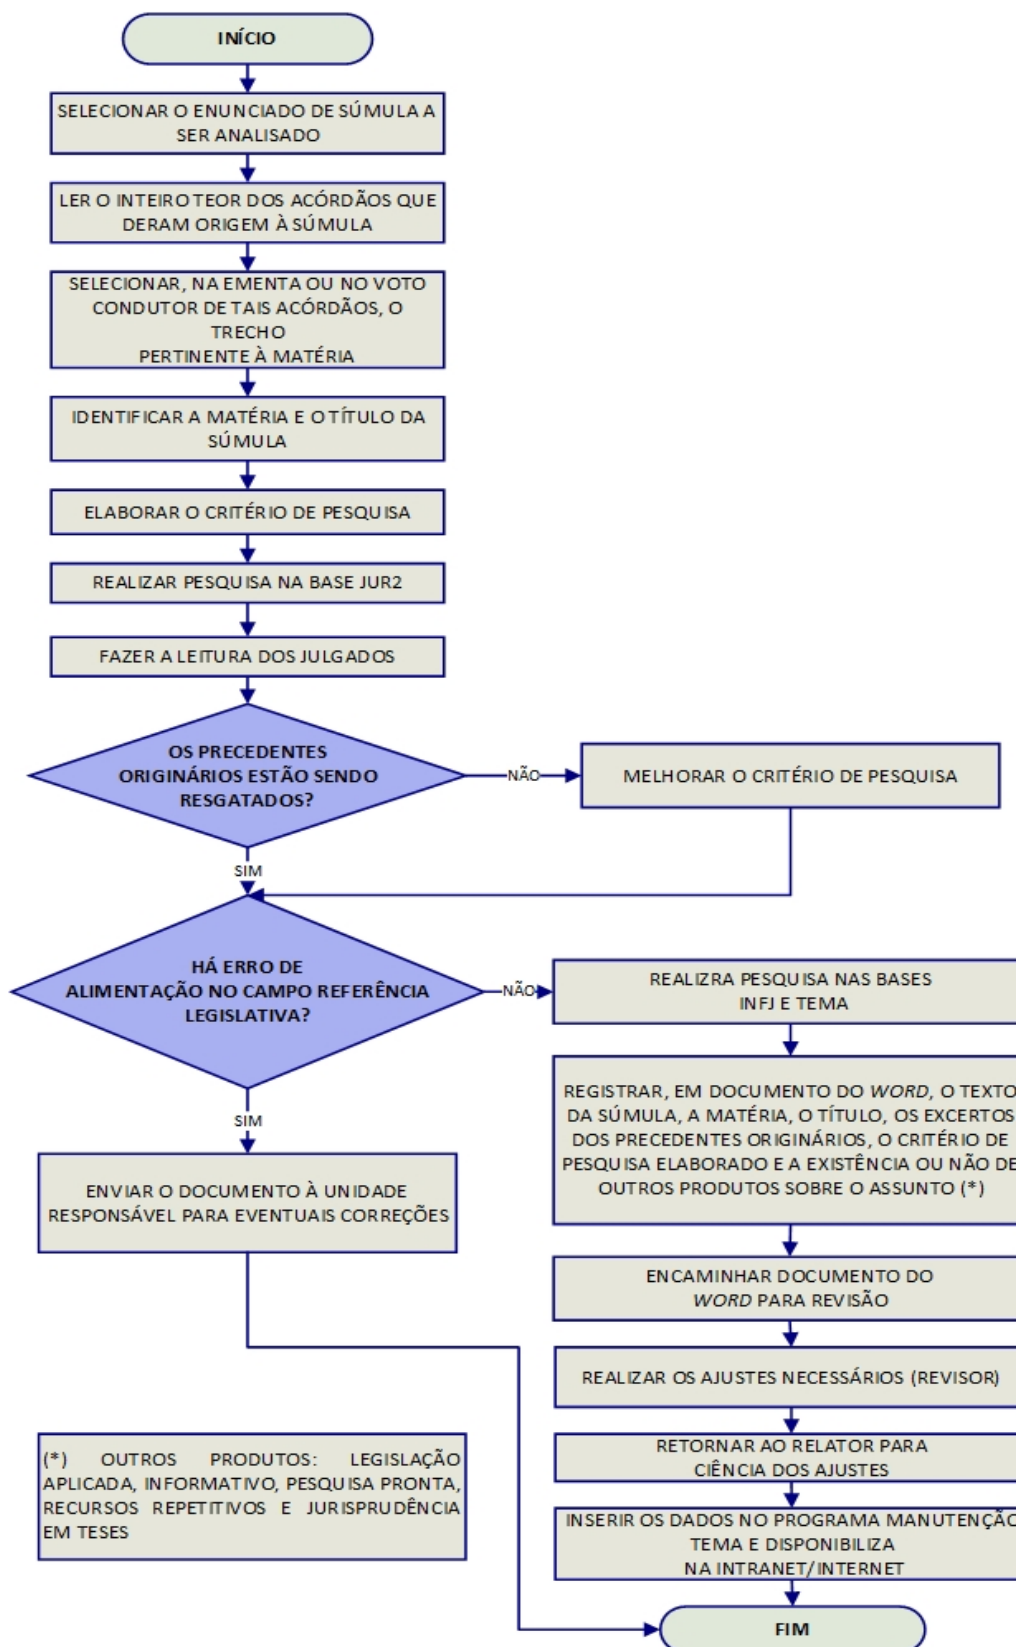 INÍCIO
SELECIONAR O ENUNCIADO DE SÚMULA A
SER ANALISADO
LER O INTEIRO TEOR DOS ACÓRDÃOS QUE
DERAM ORIGEM À SÚMULA
SELECIONAR, NA EMENTA OU NO VOTO
CONDUTOR DE TAIS ACÓRDÃOS, O
TRECHO
PERTINENTE À MATÉRIA
IDENTIFICAR A MATÉRIA E O TÍTULO DA
SÚMULA
ELABORAR O CRITÉRIO DE PESQUISA
REALIZAR PESQUISA NA BASE JUR2
FAZER A LEITURA DOS JULGADOS
OS PRECEDENTES
ORIGINÁRIOS ESTÃO SENDO
RESGATADOS?
NÃO
MELHORAR O CRITÉRIO DE PESQUISA
SIM
HÁ ERRO DE
ALIMENTAÇÃO NO CAMPO REFERÊNCIA
LEGISLATIVA?
NÃO
REALIZRA PESQUISA NAS BASES
INFJ E TEMA
REGISTRAR, EM DOCUMENTO DO WORD, O TEXTO
DA SÚMULA, A MATÉRIA, O TÍTULO, OS EXCERTOS
DOS PRECEDENTES ORIGINÁRIOS, O CRITÉRIO DE
PESQUISA ELABORADO E A EXISTÊNCIA OU NÃO DE
OUTROS PRODUTOS SOBRE O ASSUNTO (*)
SIM
ENVIAR O DOCUMENTO À UNIDADE
RESPONSÁVEL PARA EVENTUAIS CORREÇÕES
ENCAMINHAR DOCUMENTO DO
WORD PARA REVISÃO
REALIZAR OS AJUSTES NECESSÁRIOS (REVISOR)
RETORNAR AO RELATOR PARA
CIÊNCIA DOS AJUSTES
INSERIR OS DADOS NO PROGRAMA MANUTENÇÃO
TEMA E DISPONIBILIZA
NA INTRANET/INTERNET
(*) OUTROS PRODUTOS: LEGISLAÇÃO
APLICADA, INFORMATIVO, PESQUISA PRONTA,
RECURSOS REPETITIVOS E JURISPRUDÊNCIA
EM TESES
FIM